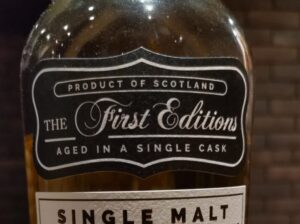 PRODUCT OF SCOTLAND
THE First Editions
AGED IN A SINGLE CASK
SINGLE MALT